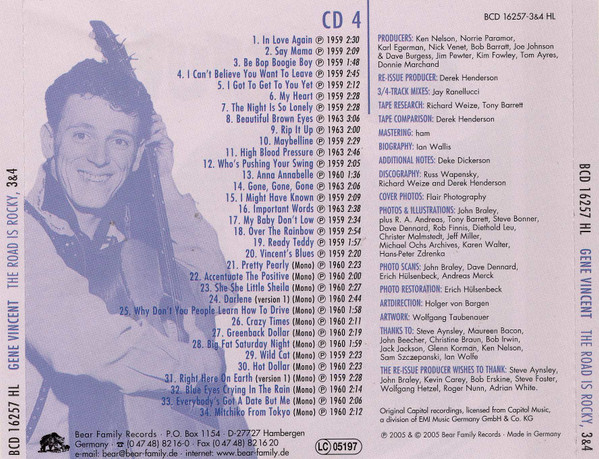 CD 4
BCD 16257-3&4 HL
1. In Love Again ℗ 1959 2:30
2. Say Mama ℗ 1959 2:09
3. Be Bop Boogie Boy ℗ 1959 1:48
4. I Can't Believe You Want To Leave ℗ 1959 2:45
5. I Got To Get To You Yet ℗ 1959 2:12
6. My Heart ℗ 1959 2:28
7. The Night Is So Lonely ℗ 1959 2:28
8. Beautiful Brown Eyes ℗ 1963 3:06
9. Rip It Up ℗ 1963 3:06
10. Maybelline ℗ 1959 2:29
11. High Blood Pressure ℗ 1963 2:46
12. Who's Pushing Your Swing ℗ 1959 2:05
13. Anna Annabelle ℗ 1960 1:36
14. Gone, Gone, Gone ℗ 1963 2:12
15. I Might Have Known ℗ 1959 2:09
16. Important Words ℗ 1963 2:38
17. My Baby Don't Low ℗ 1959 2:34
18. Over The Rainbow ℗ 1959 2:54
19. Ready Teddy ℗ 1959 1:57
20. Vincent's Blues ℗ 1959 2:20
21. Pretty Pearly (Mono) ℗ 1960 2:23
22. Accentuate The Positive (Mono) ℗ 1960 2:00
23. She She Little Sheila (Mono) ℗ 1960 2:27
24. Darlene (version 1) (Mono) ℗ 1960 2:44
25. Why Don't You People Learn How To Drive (Mono) ℗ 1960 1:58
26. Crazy Times (Mono) ℗ 1960 2:11
27. Greenback Dollar (Mono) ℗ 1960 2:19
28. Big Fat Saturday Night (Mono) ℗ 1960 1:59
29. Wild Cat (Mono) ℗ 1960 2:21
30. Hot Dollar (Mono) ℗ 1960 2:23
31. Right Here On Earth (version 1) (Mono) ℗ 1960 2:28
32. Blue Eyes Crying In The Rain (Mono) ℗ 1960 2:14
33. Everybody's Got A Date But Me (Mono) ℗ 1960 2:06
34. Mitchiko From Tokyo (Mono) ℗ 1960 2:12
PRODUCERS: Ken Nelson, Norrie Paramor,
Karl Egerman, Nick Venet, Bob Barratt, Joe Johnson
& Dave Burgess, Jim Pewter, Kim Fowley, Tom Ayres,
Donnie Marchand
RE-ISSUE PRODUCER: Derek Henderson
3/4-TRACK MIXES: Jay Ranellucci
TAPE RESEARCH: Richard Weize, Tony Barrett
TAPE COMPARISON: Derek Henderson
MASTERING: ham
BIOGRAPHY: Ian Wallis
ADDITIONAL NOTES: Deke Dickerson
DISCOGRAPHY: Russ Wapensky,
Richard Weize and Derek Henderson
COVER PHOTOS: Flair Photography
PHOTOS & ILLUSTRATIONS: John Braley,
plus R. A. Andreas, Tony Barrett, Steve Bonner,
Dave Dennard, Rob Finnis, Diethold Leu,
Christer Malmstedt, Jeff Miller,
Michael Ochs Archives, Karen Walter,
Hans-Peter Zdrenka
PHOTO SCANS: John Braley, Dave Dennard,
Erich Hülsenbeck, Andreas Merck
PHOTO RESTORATION: Erich Hülsenbeck
ARTDIRECTION: Holger von Bargen
ARTWORK: Wolfgang Taubenauer
THANKS TO: Steve Aynsley, Maureen Bacon,
John Beecher, Christine Braun, Bob Irwin,
Jack Jackson, Glenn Korman, Ken Nelson,
Sam Szczepanski, Ian Wolfe
THE RE-ISSUE PRODUCER WISHES TO THANK: Steve Aynsley,
John Braley, Kevin Carey, Bob Erskine, Steve Foster,
Wolfgang Hetzel, Roger Nunn, Adrian White.
Original Capitol recordings, licensed from Capitol Music,
a division of EMI Music Germany GmbH & Co. KG
℗ 2005 & © 2005 Bear Family Records · Made in Germany
Bear Family Records · P.O. Box 1154 · D-27727 Hambergen
Germany · ☎ (0 47 48) 82 16-0 · Fax (0 47 48) 8216 20
e-mail: bear@bear-family.de · internet: www.bear-family.de
LC 05197
BCD 16257 HL GENE VINCENT THE ROAD IS ROCKY, 3&4
BCD 16257 HL GENE VINCENT THE ROAD IS ROCKY, 3&4